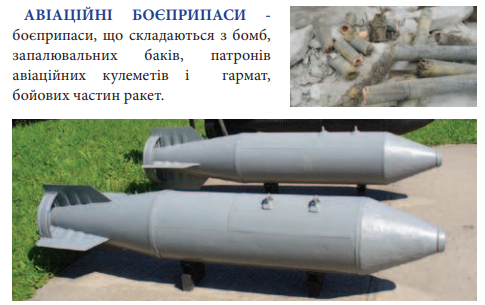 АВІАЦІЙНІ БОЄПРИПАСИ -
боєприпаси, що складаються з бомб,
запалювальних баків, патронів
авіаційних кулеметів і гармат,
бойових частин ракет.